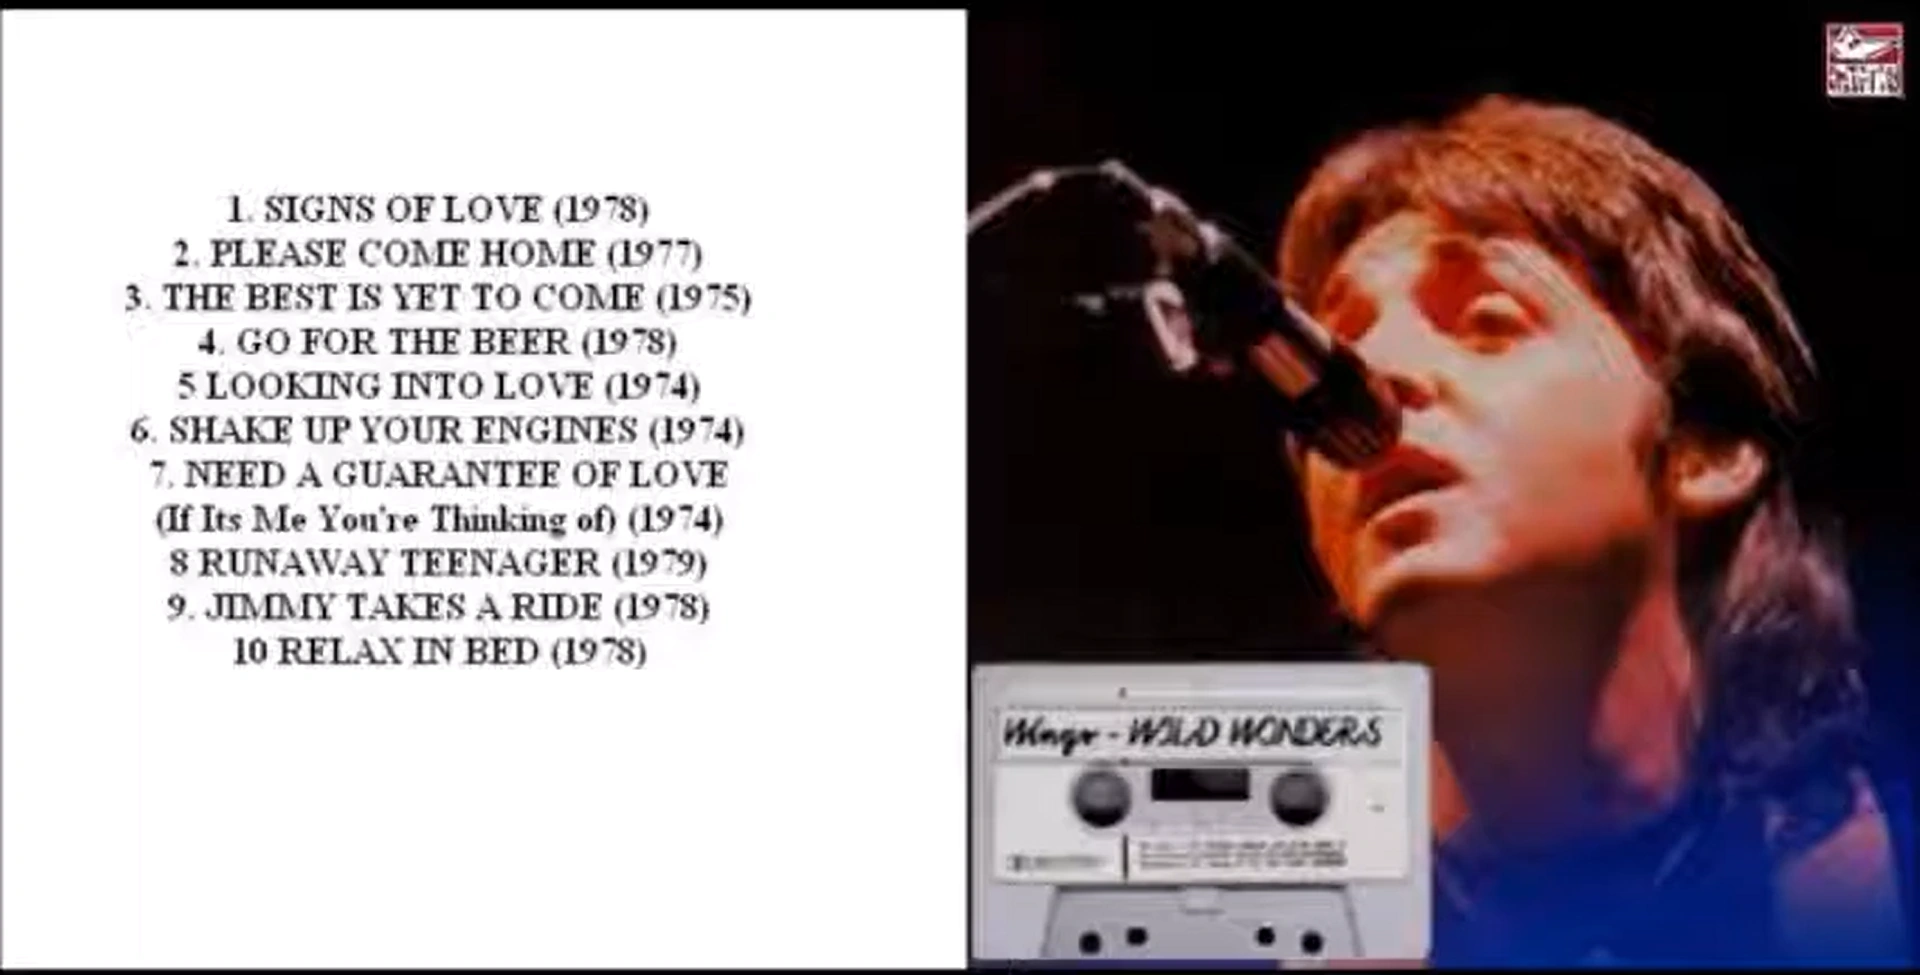 1. SIGNS OF LOVE (1978)
2. PLEASE COME HOME (1977)
3. THE BEST IS YET TO COME (1975)
4. GO FOR THE BEER (1978)
5 LOOKING INTO LOVE (1974)
6. SHAKE UP YOUR ENGINES (1974)
7. NEED A GUARANTEE OF LOVE
(If Its Me You're Thinking of) (1974)
8 RUNAWAY TEENAGER (1979)
9. JIMMY TAKES A RIDE (1978)
10 RELAX IN BED (1978)
Wings - WILD WONDERS